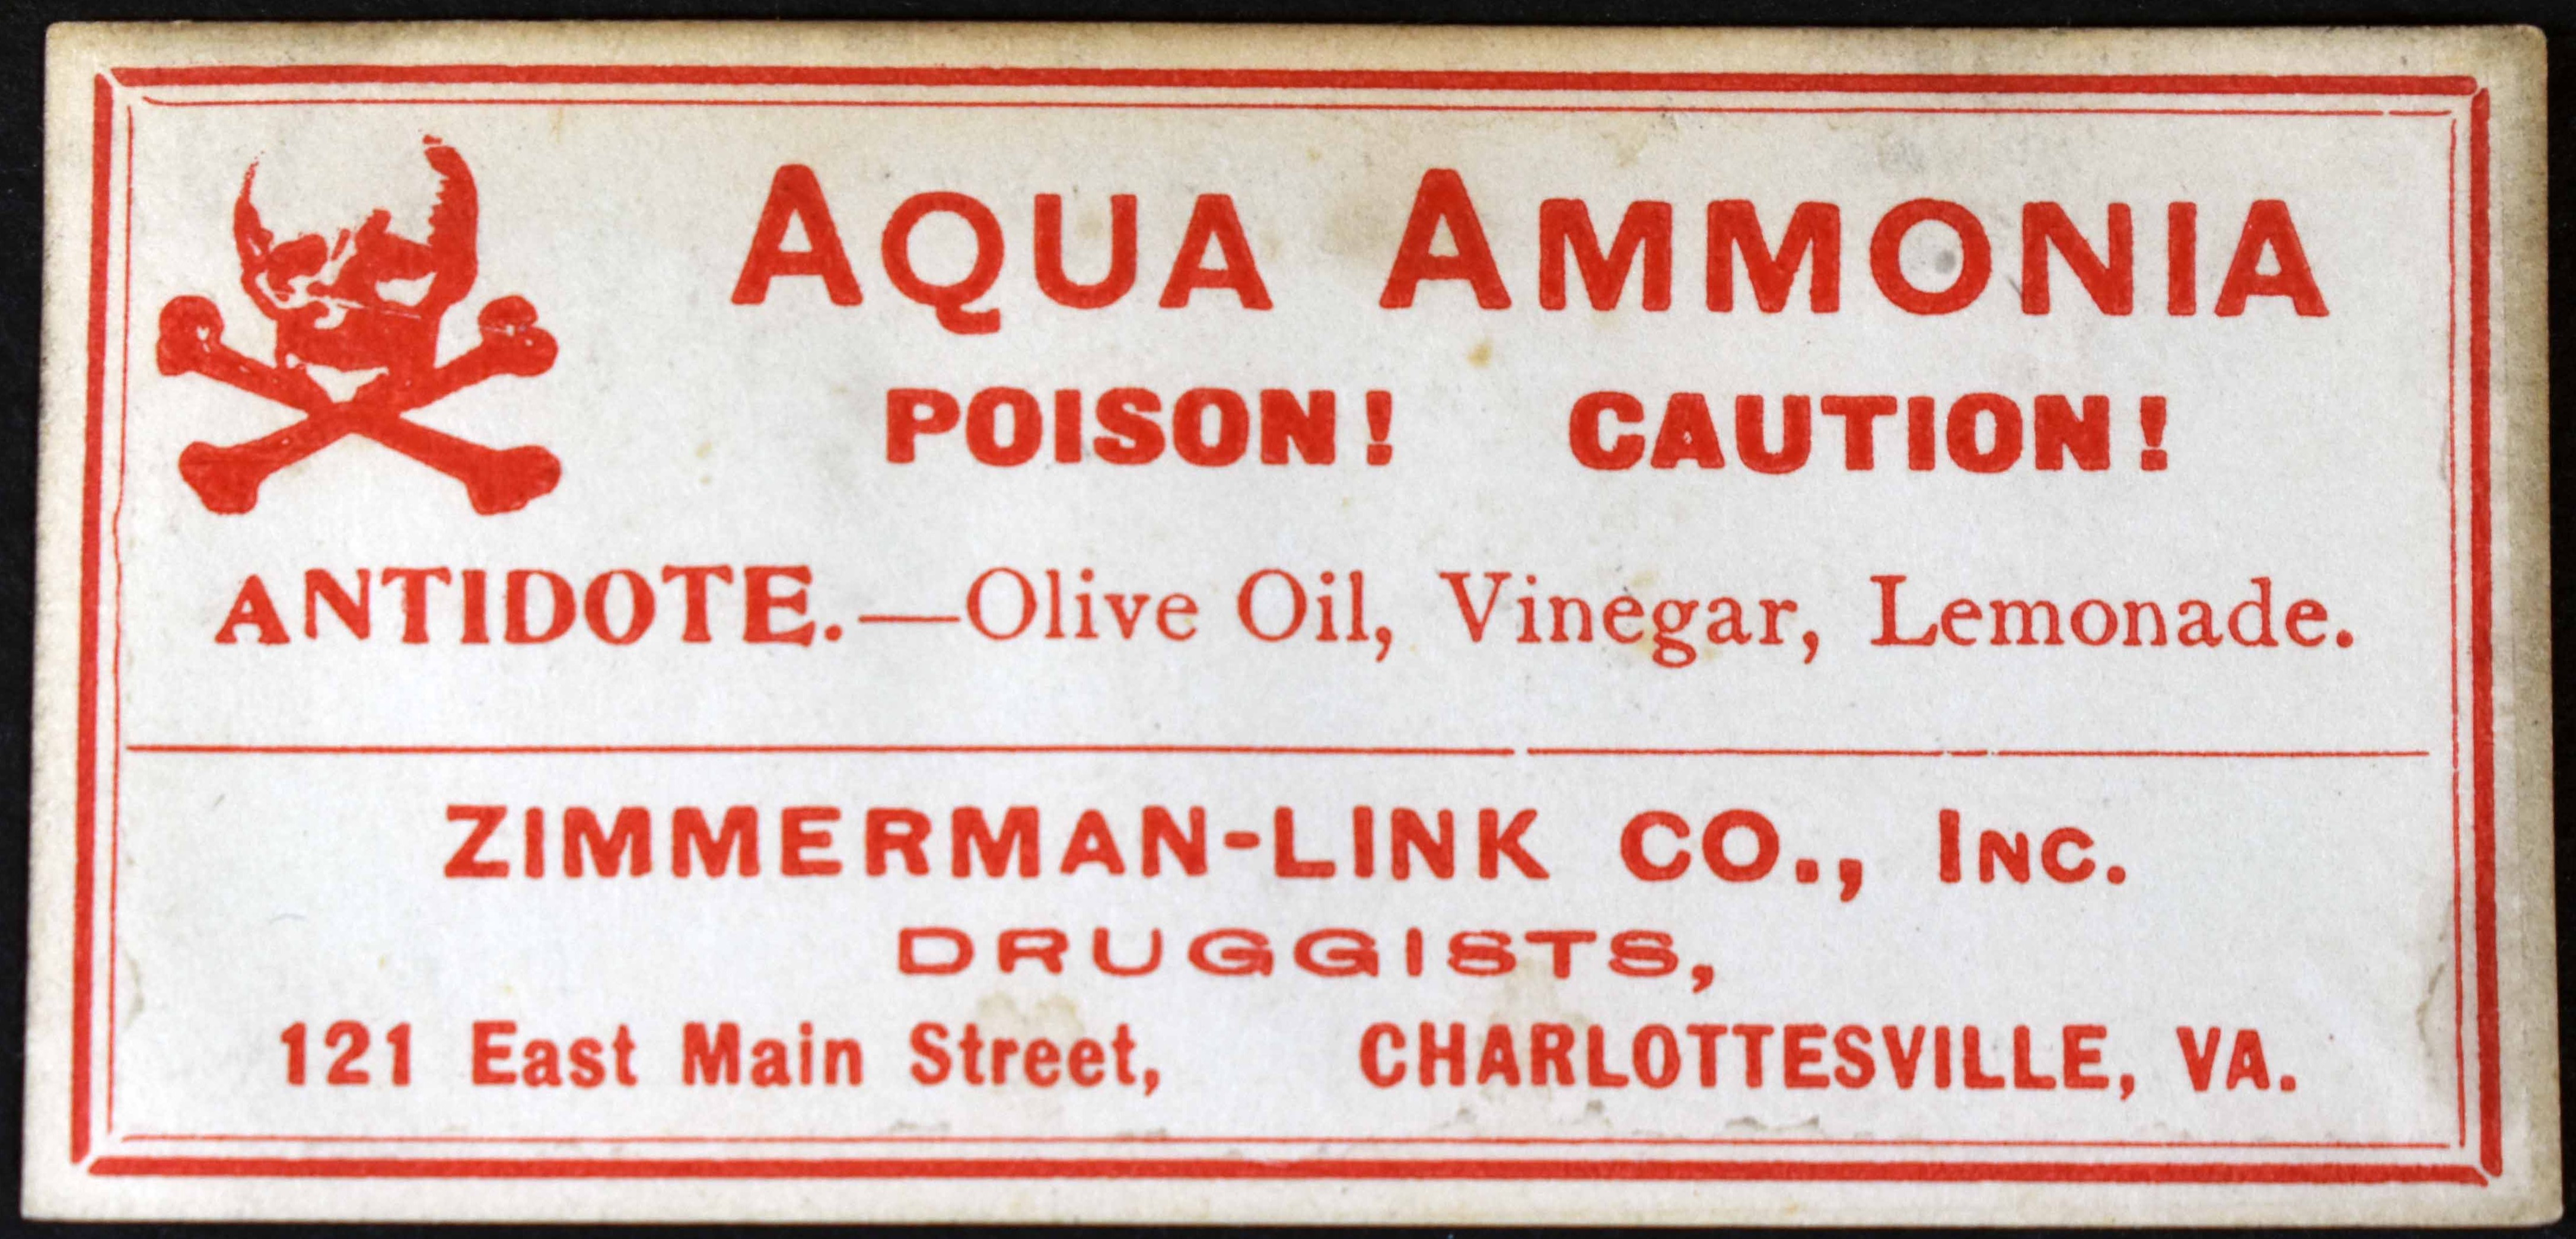 AQUA AMMONIA
POISON! CAUTION!
ANTIDOTE.—Olive Oil, Vinegar, Lemonade.
ZIMMERMAN-LINK CO., INC.
DRUGGISTS,
121 East Main Street, CHARLOTTESVILLE, VA.